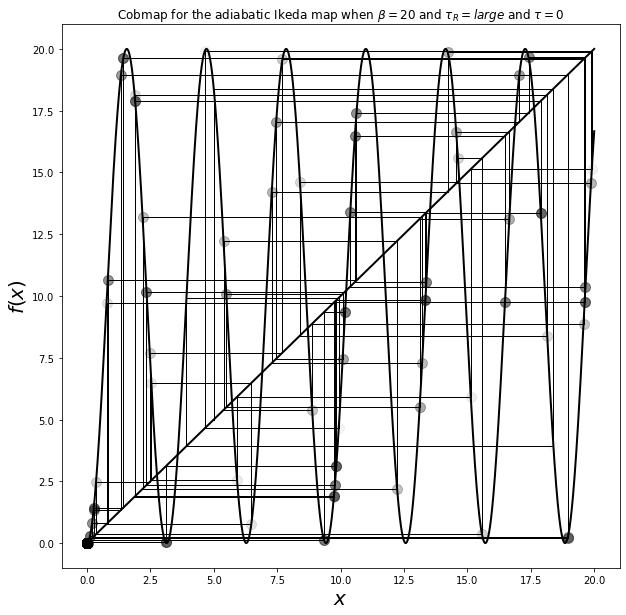 Cobmap for the adiabatic Ikeda map when β = 20 and τ_R = large and τ = 0
20.0
17.5
15.0
12.5
10.0
7.5
5.0
2.5
0.0
f(x)
0.0 2.5 5.0 7.5 10.0 12.5 15.0 17.5 20.0
x